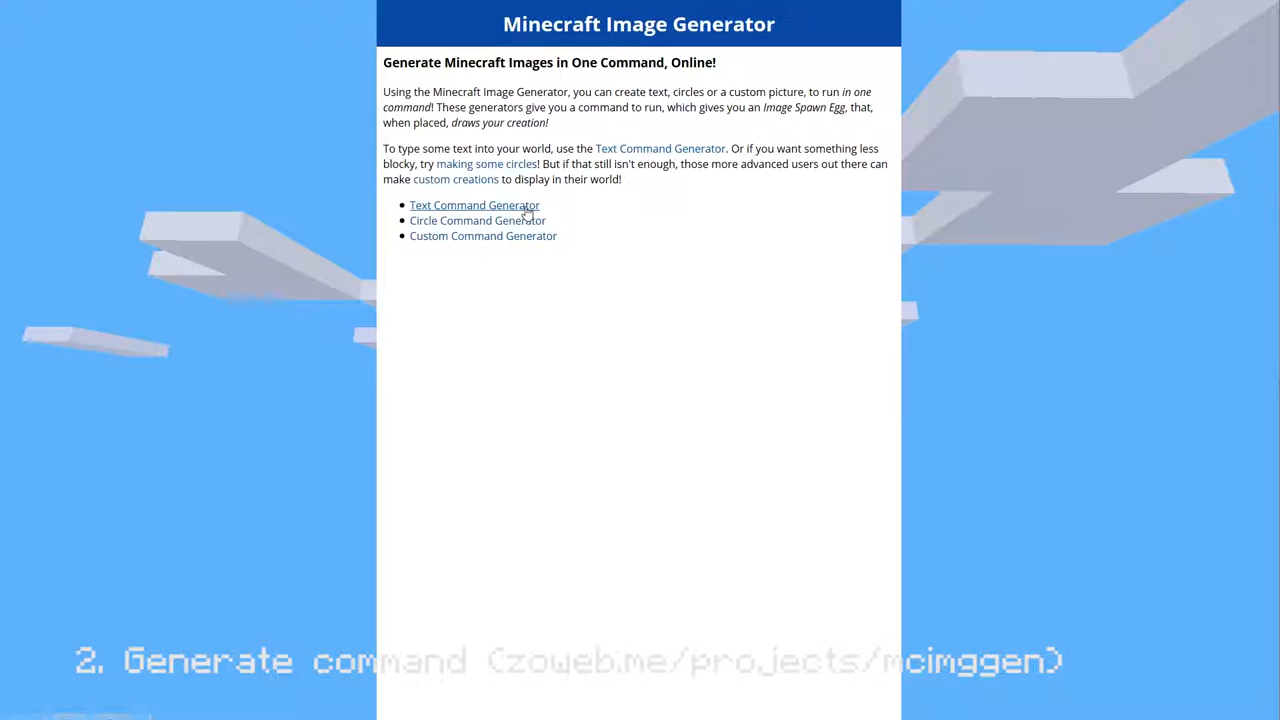 Minecraft Image Generator
Generate Minecraft Images in One Command, Online!
Using the Minecraft Image Generator, you can create text, circles or a custom picture, to run in one
command! These generators give you a command to run, which gives you an Image Spawn Egg, that,
when placed, draws your creation!
To type some text into your world, use the Text Command Generator. Or if you want something less
blocky, try making some circles! But if that still isn't enough, those more advanced users out there can
make custom creations to display in their world!
Text Command Generator
Circle Command Generator
Custom Command Generator
2. Generate command (zoweb.me/projects/mcimggen)